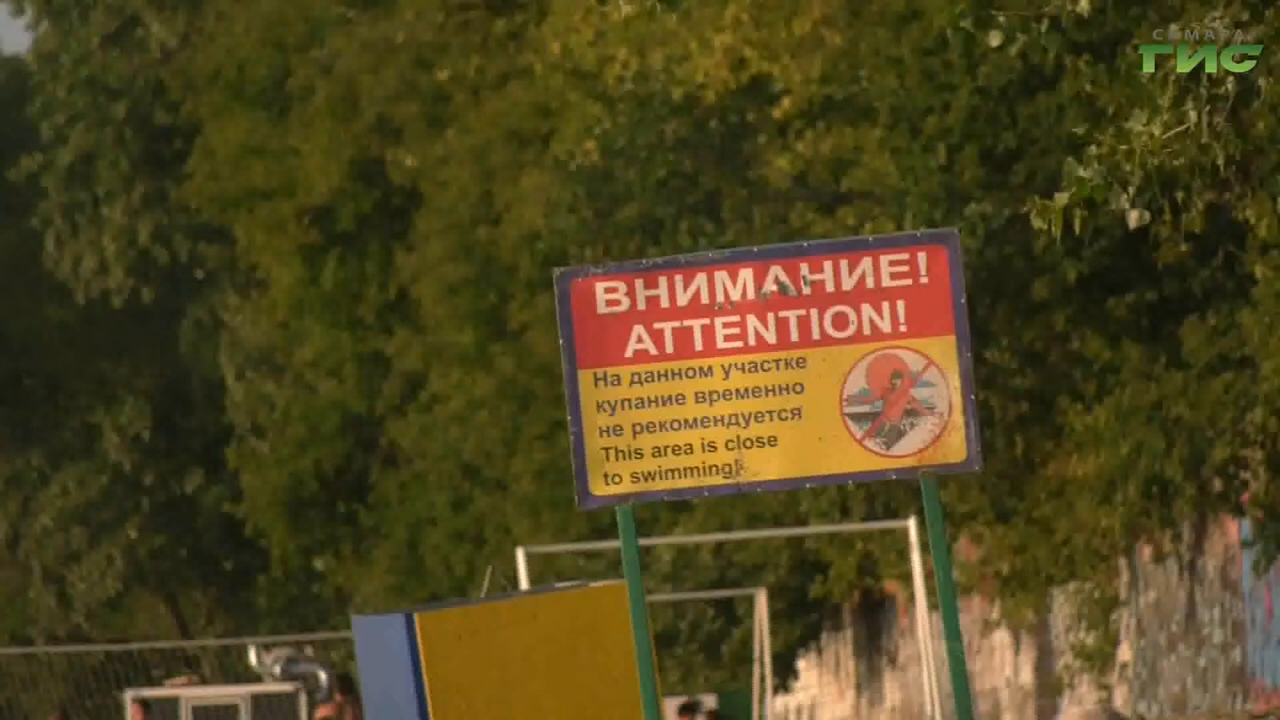 САМАРА
ГИС
ВНИМАНИЕ!
ATTENTION!
На данном участке
купание временно
не рекомендуется
This area is close
to swimming!